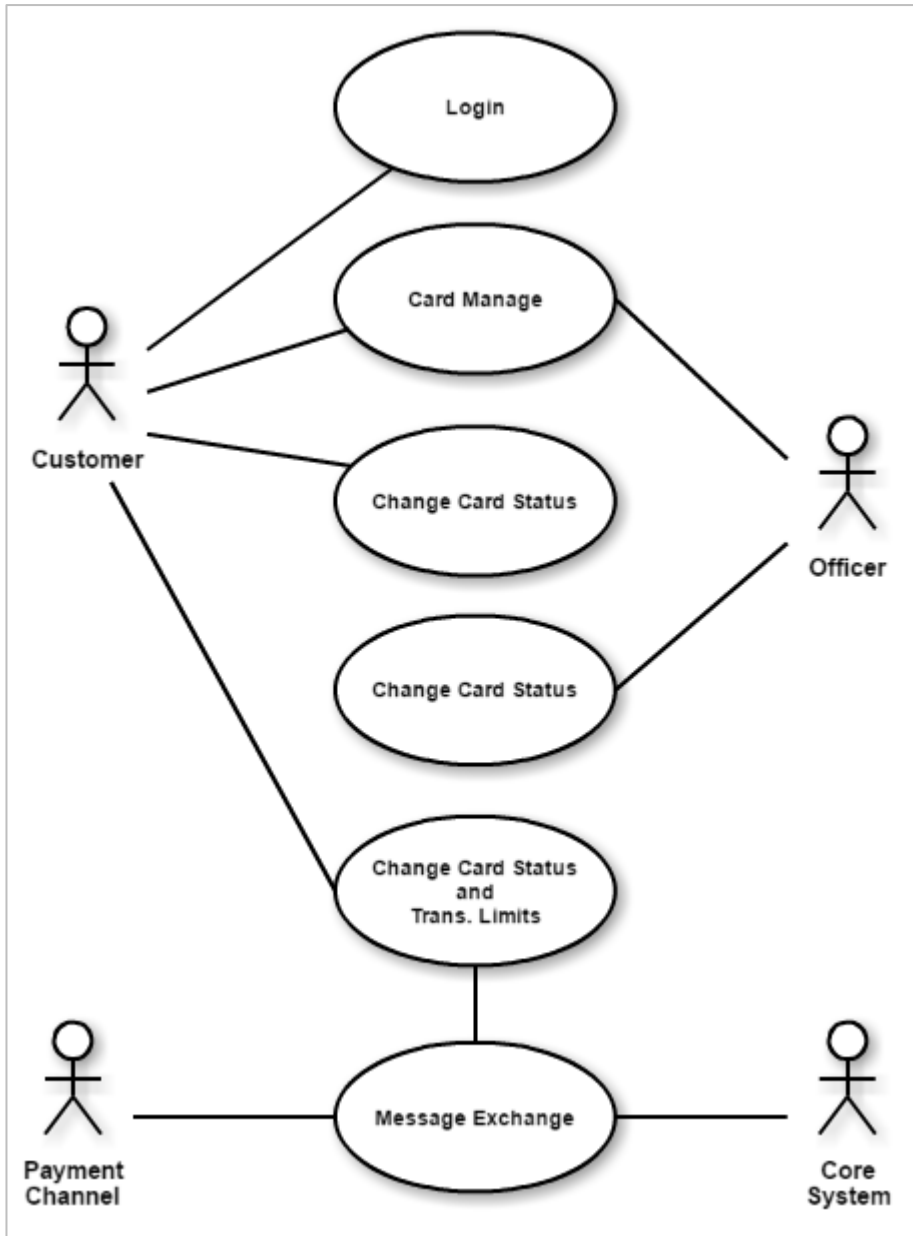 Login
Card Manage
Customer
Change Card Status
Officer
Change Card Status
Change Card Status
and
Trans. Limits
Message Exchange
Payment
Channel
Core
System